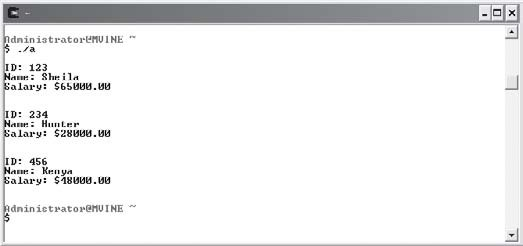 ~
Administrator@MVINE ~
$ ./a
ID: 123
Name: Sheila
Salary: $65000.00
ID: 234
Name: Hunter
Salary: $28000.00
ID: 456
Name: Kenya
Salary: $48000.00
Administrator@MVINE ~
$